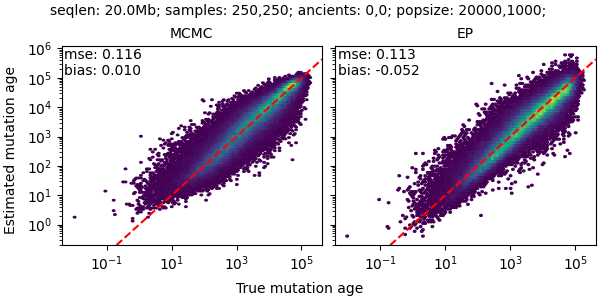 seqlen: 20.0Mb; samples: 250,250; ancients: 0,0; popsize: 20000,1000;
MCMC
EP
mse: 0.116
bias: 0.010
mse: 0.113
bias: -0.052
Estimated mutation age
10⁶
10⁵
10⁴
10³
10²
10¹
10⁰
10⁻¹ 10¹ 10³ 10⁵
10⁻¹ 10¹ 10³ 10⁵
True mutation age